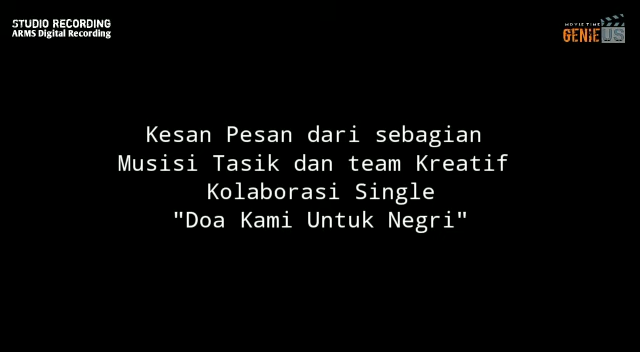 STUDIO RECORDING
ARMS Digital Recording
MOVIE TIME
GENIEUS
Kesan Pesan dari sebagian
Musisi Tasik dan team Kreatif
Kolaborasi Single
"Doa Kami Untuk Negri"